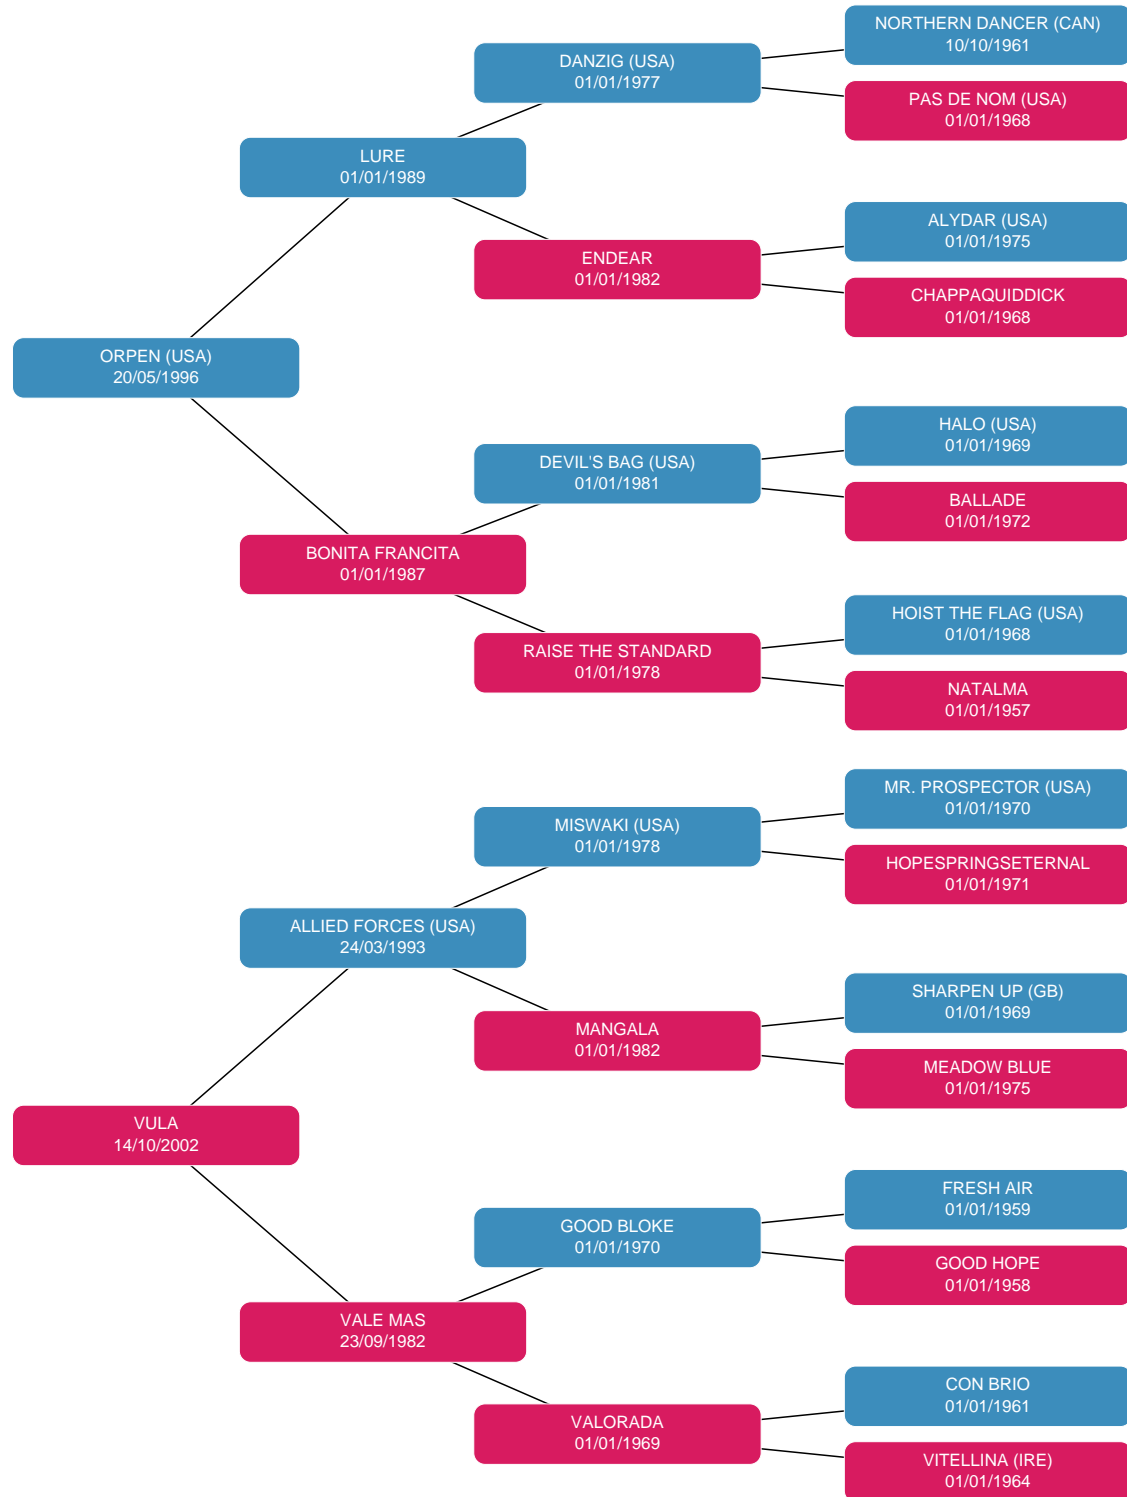 NORTHERN DANCER (CAN)
10/10/1961
DANZIG (USA)
01/01/1977
PAS DE NOM (USA)
01/01/1968
LURE
01/01/1989
ALYDAR (USA)
01/01/1975
ENDEAR
01/01/1982
CHAPPAQUIDDICK
01/01/1968
ORPEN (USA)
20/05/1996
HALO (USA)
01/01/1969
DEVIL'S BAG (USA)
01/01/1981
BALLADE
01/01/1972
BONITA FRANCITA
01/01/1987
HOIST THE FLAG (USA)
01/01/1968
RAISE THE STANDARD
01/01/1978
NATALMA
01/01/1957
MR. PROSPECTOR (USA)
01/01/1970
MISWAKI (USA)
01/01/1978
HOPESPRINGSETERNAL
01/01/1971
ALLIED FORCES (USA)
24/03/1993
SHARPEN UP (GB)
01/01/1969
MANGALA
01/01/1982
MEADOW BLUE
01/01/1975
VULA
14/10/2002
FRESH AIR
01/01/1959
GOOD BLOKE
01/01/1970
GOOD HOPE
01/01/1958
VALE MAS
23/09/1982
CON BRIO
01/01/1961
VALORADA
01/01/1969
VITELLINA (IRE)
01/01/1964